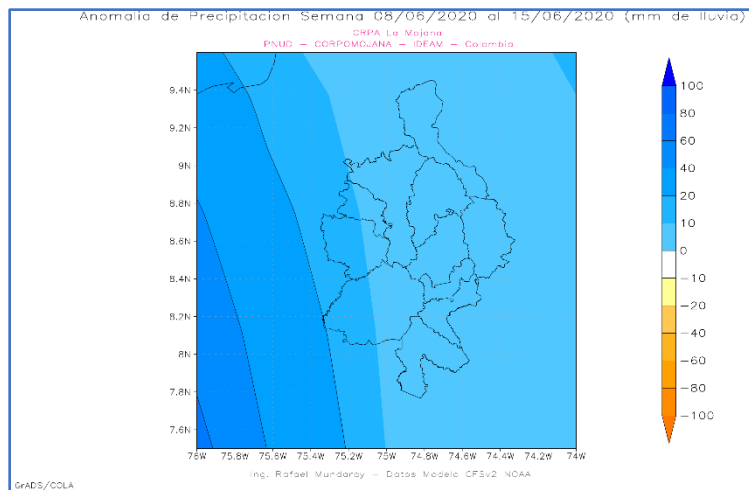 Anomalia de Precipitacion Semana 08/06/2020 al 15/06/2020 (mm de lluvia)
CRPA La Mojana
PNUD – CORPOMOJANA – IDEAM – Colombia
9.4N
9.2N
9N
8.8N
8.6N
8.4N
8.2N
8N
7.8N
7.6N
76W 75.8W 75.6W 75.4W 75.2W 75W 74.8W 74.6W 74.4W 74.2W 74W
100
80
60
40
20
10
0
−10
−20
−40
−60
−80
−100
Ing. Rafael Mundaray – Datos Modelo CFSv2 NOAA
GrADS/COLA